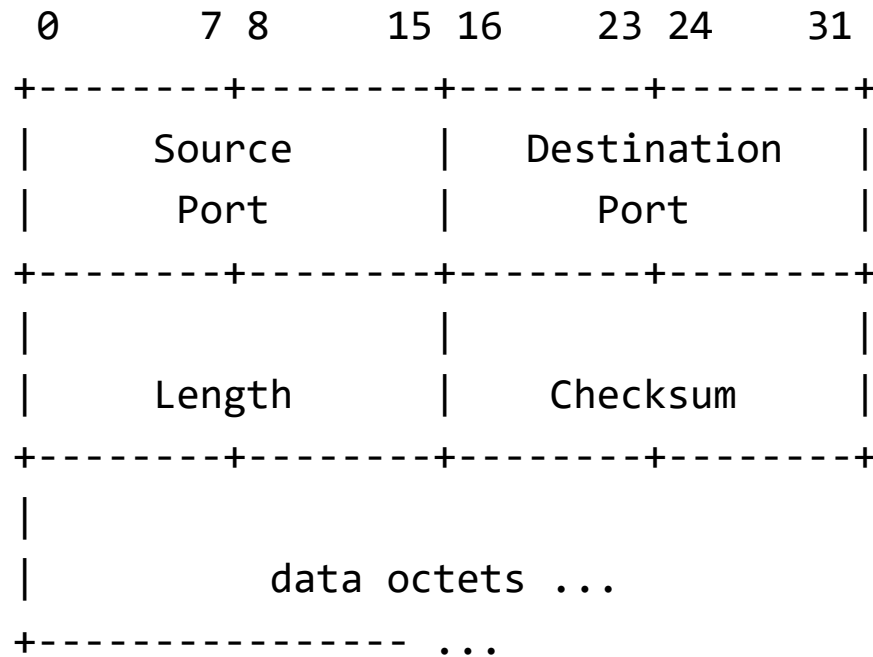 0      7 8     15 16    23 24    31
+--------+--------+--------+--------+
|     Source      |   Destination   |
|      Port       |      Port       |
+--------+--------+--------+--------+
|                 |                 |
|     Length      |    Checksum     |
+--------+--------+--------+--------+
|
|          data octets ...
+---------------- ...